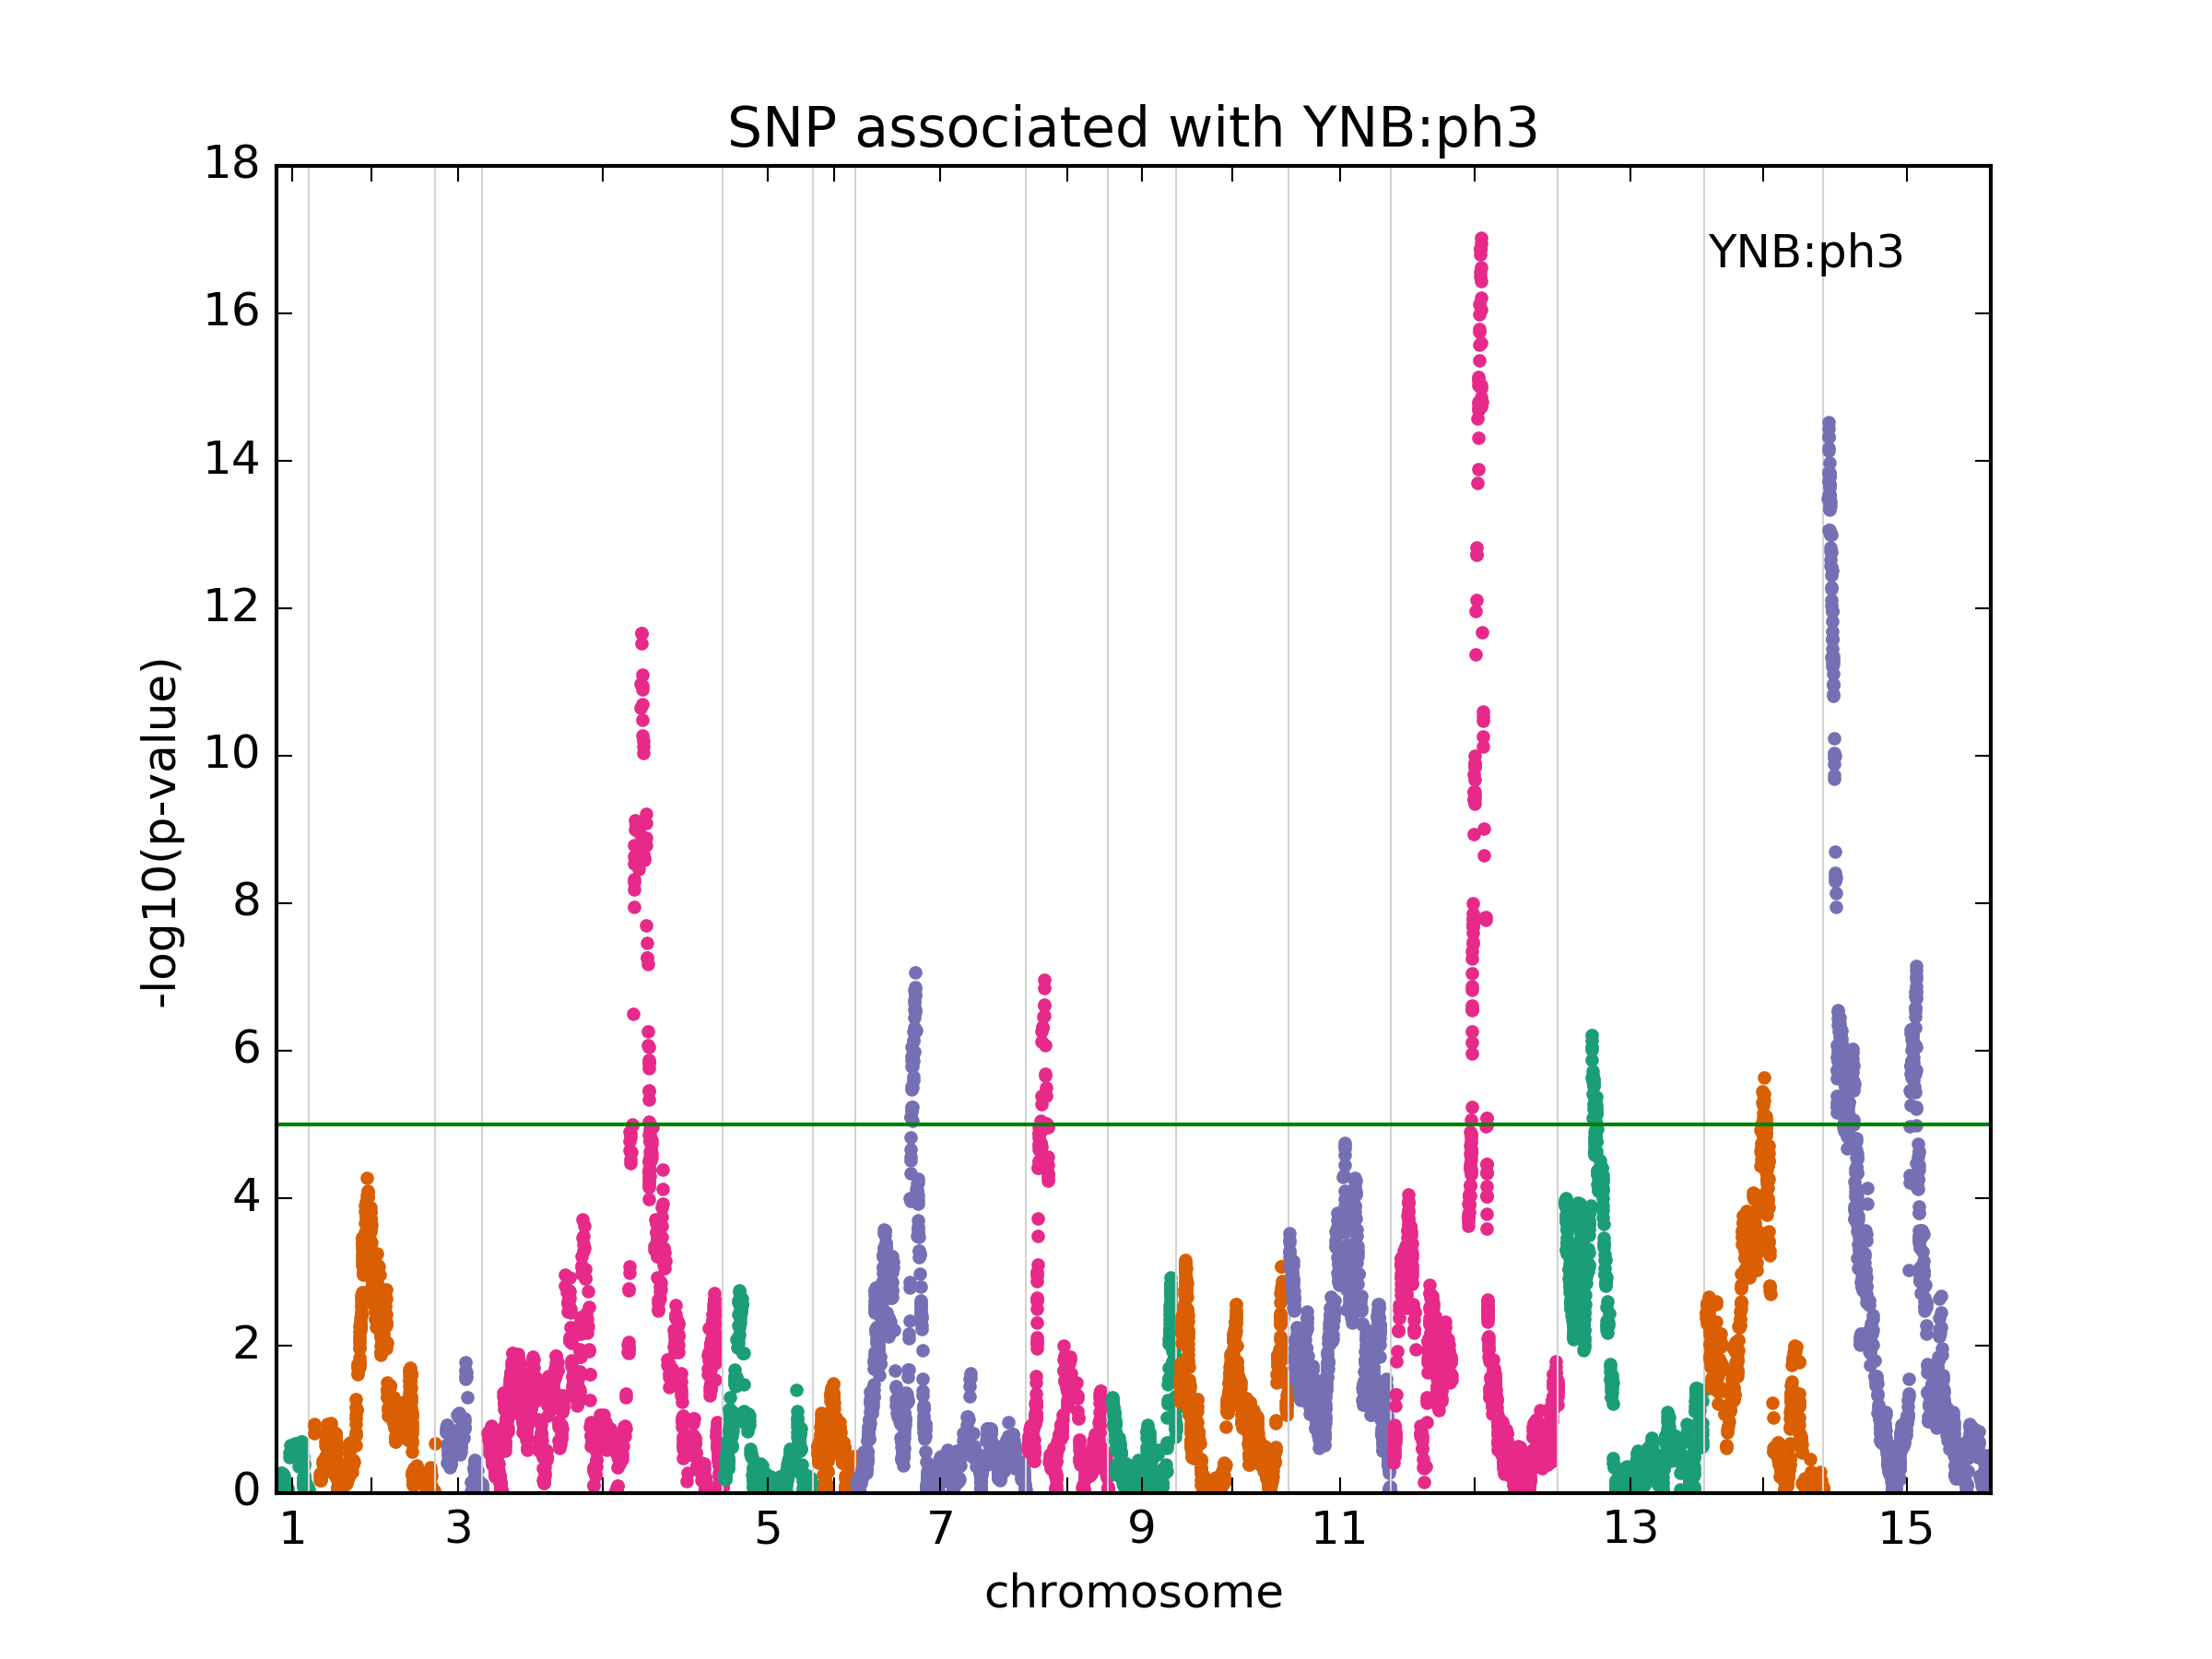 SNP associated with YNB:ph3
18
YNB:ph3
16
14
12
10
8
6
4
2
0
-log10(p-value)
1 3 5 7 9 11 13 15
chromosome